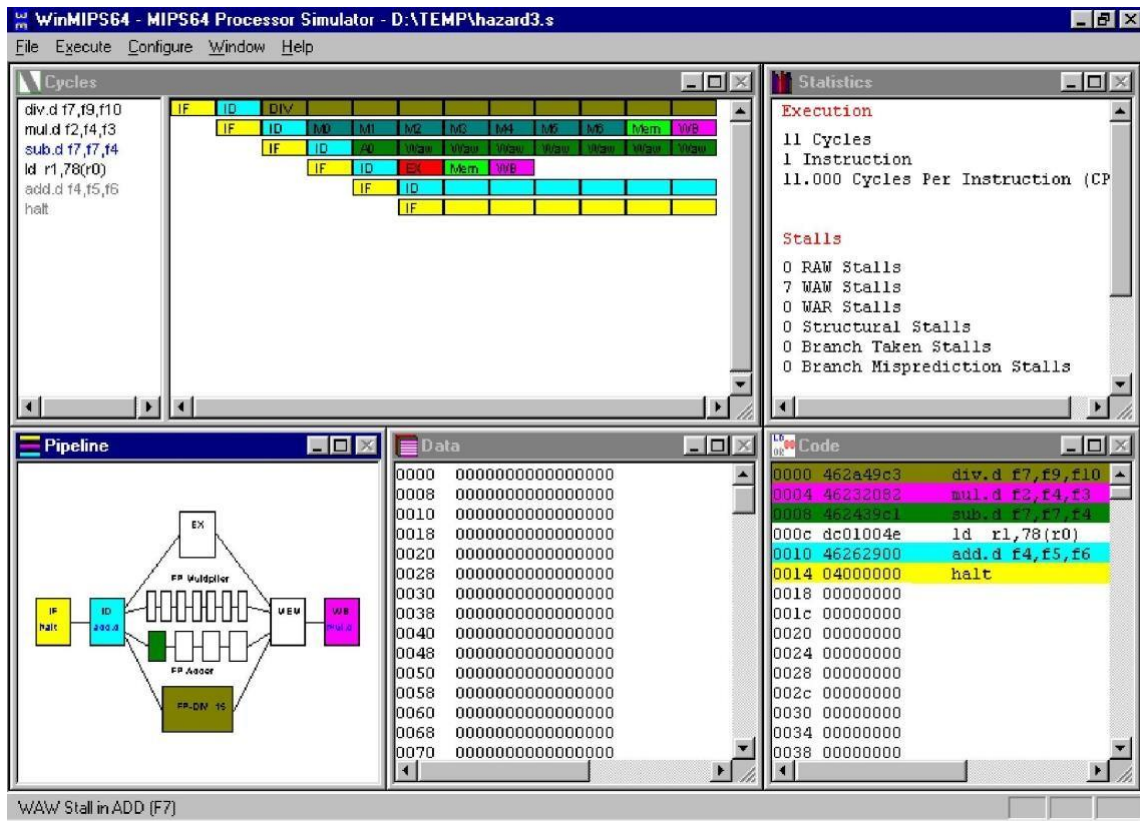 WinMIPS64 - MIPS64 Processor Simulator - D:\TEMP\hazard3.s
File Execute Configure Window Help
Cycles
div.d f7,f9,f10 IF ID DIV
mul.d f2,f4,f3 IF ID M0 M1 M2 M3 M4 M5 M6 Mem WB
sub.d f7,f7,f4 IF ID A0 Waw Waw Waw Waw Waw Waw Waw
ld r1,78(r0) IF ID EX Mem WB
add.d f4,f5,f6 IF ID
halt IF
Statistics
Execution
11 Cycles
1 Instruction
11.000 Cycles Per Instruction (CP
Stalls
0 RAW Stalls
7 WAW Stalls
0 WAR Stalls
0 Structural Stalls
0 Branch Taken Stalls
0 Branch Misprediction Stalls
Pipeline
EX
FP Multiplier
IF
halt
ID
add.d
MEM
WB
mul.d
FP Adder
FP-DIV 15
Data
0000 0000000000000000
0008 0000000000000000
0010 0000000000000000
0018 0000000000000000
0020 0000000000000000
0028 0000000000000000
0030 0000000000000000
0038 0000000000000000
0040 0000000000000000
0048 0000000000000000
0050 0000000000000000
0058 0000000000000000
0060 0000000000000000
0068 0000000000000000
0070 0000000000000000
Code
0000 462a49c3 div.d f7,f9,f10
0004 46232082 mul.d f2,f4,f3
0008 462439c1 sub.d f7,f7,f4
000c dc01004e ld r1,78(r0)
0010 46262900 add.d f4,f5,f6
0014 04000000 halt
0018 00000000
001c 00000000
0020 00000000
0024 00000000
0028 00000000
002c 00000000
0030 00000000
0034 00000000
0038 00000000
WAW Stall in ADD (F7)